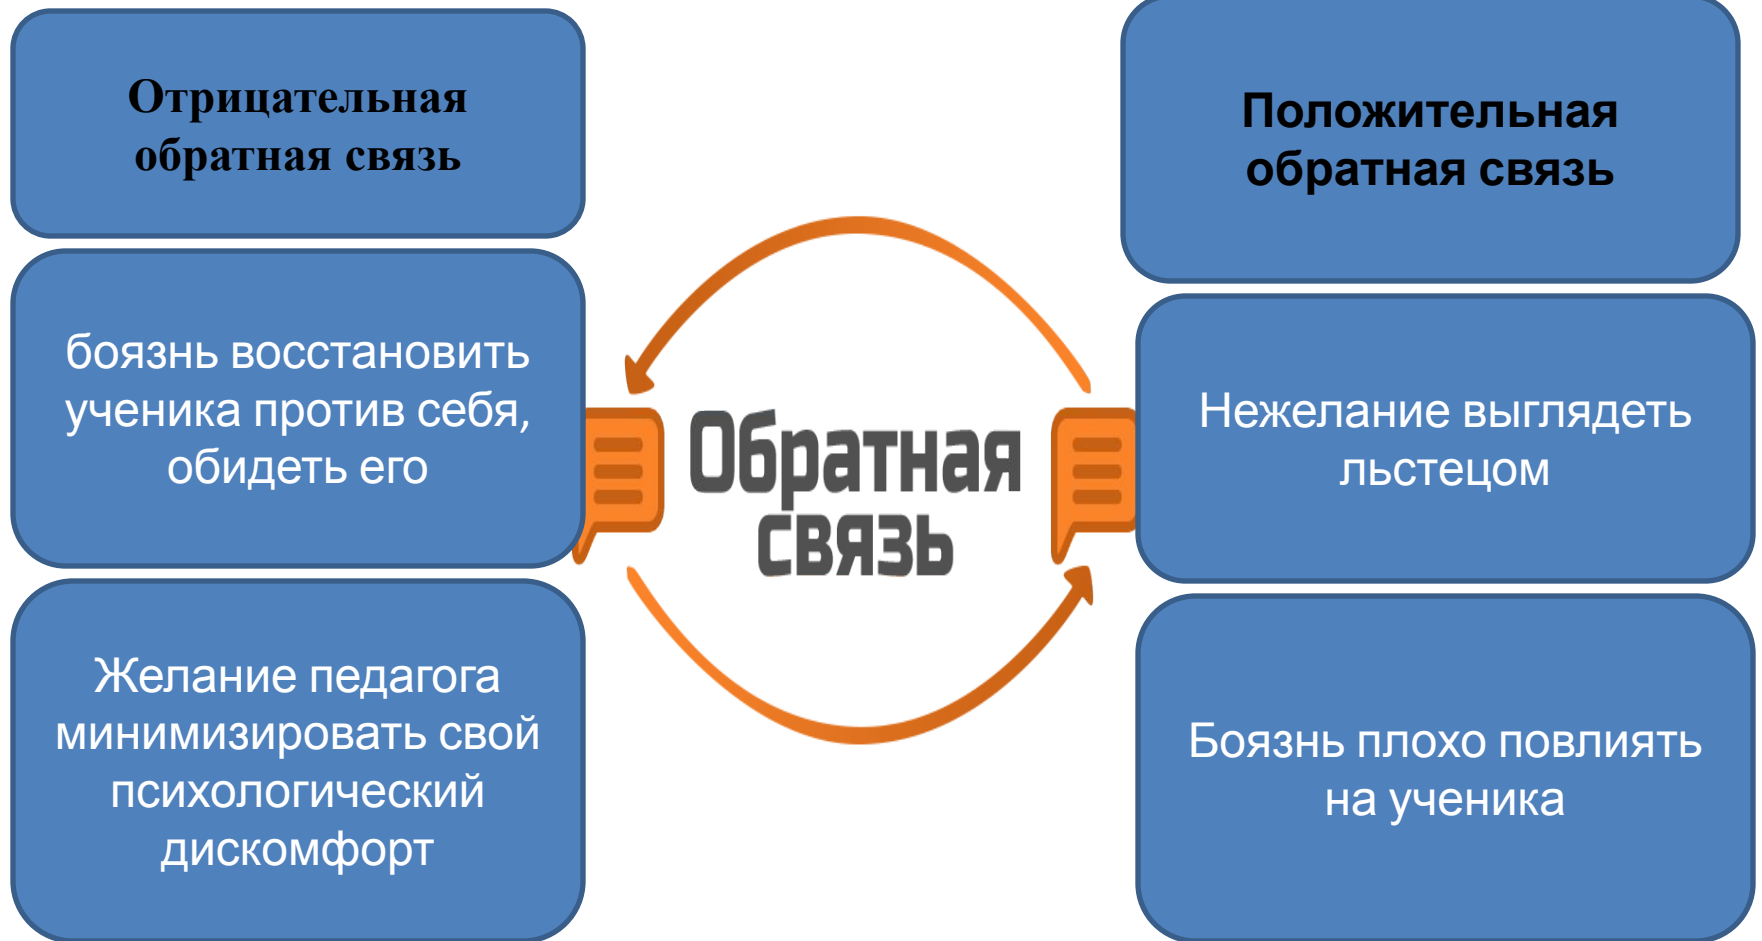 Отрицательная
обратная связь
боязнь восстановить
ученика против себя,
обидеть его
Желание педагога
минимизировать свой
психологический
дискомфорт
Обратная
связь
Положительная
обратная связь
Нежелание выглядеть
льстецом
Боязнь плохо повлиять
на ученика